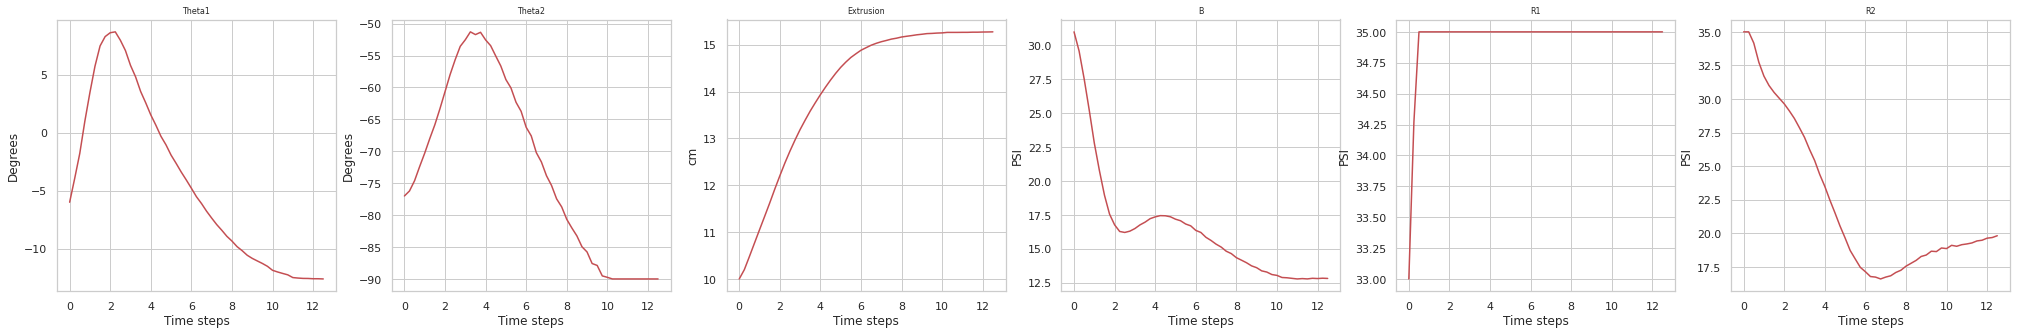 Theta1
Degrees
5
0
−5
−10
0 2 4 6 8 10 12
Time steps
Theta2
Degrees
−50
−55
−60
−65
−70
−75
−80
−85
−90
0 2 4 6 8 10 12
Time steps
Extrusion
cm
15
14
13
12
11
10
0 2 4 6 8 10 12
Time steps
B
PSI
30.0
27.5
25.0
22.5
20.0
17.5
15.0
12.5
0 2 4 6 8 10 12
Time steps
R1
PSI
35.00
34.75
34.50
34.25
34.00
33.75
33.50
33.25
33.00
0 2 4 6 8 10 12
Time steps
R2
PSI
35.0
32.5
30.0
27.5
25.0
22.5
20.0
17.5
0 2 4 6 8 10 12
Time steps